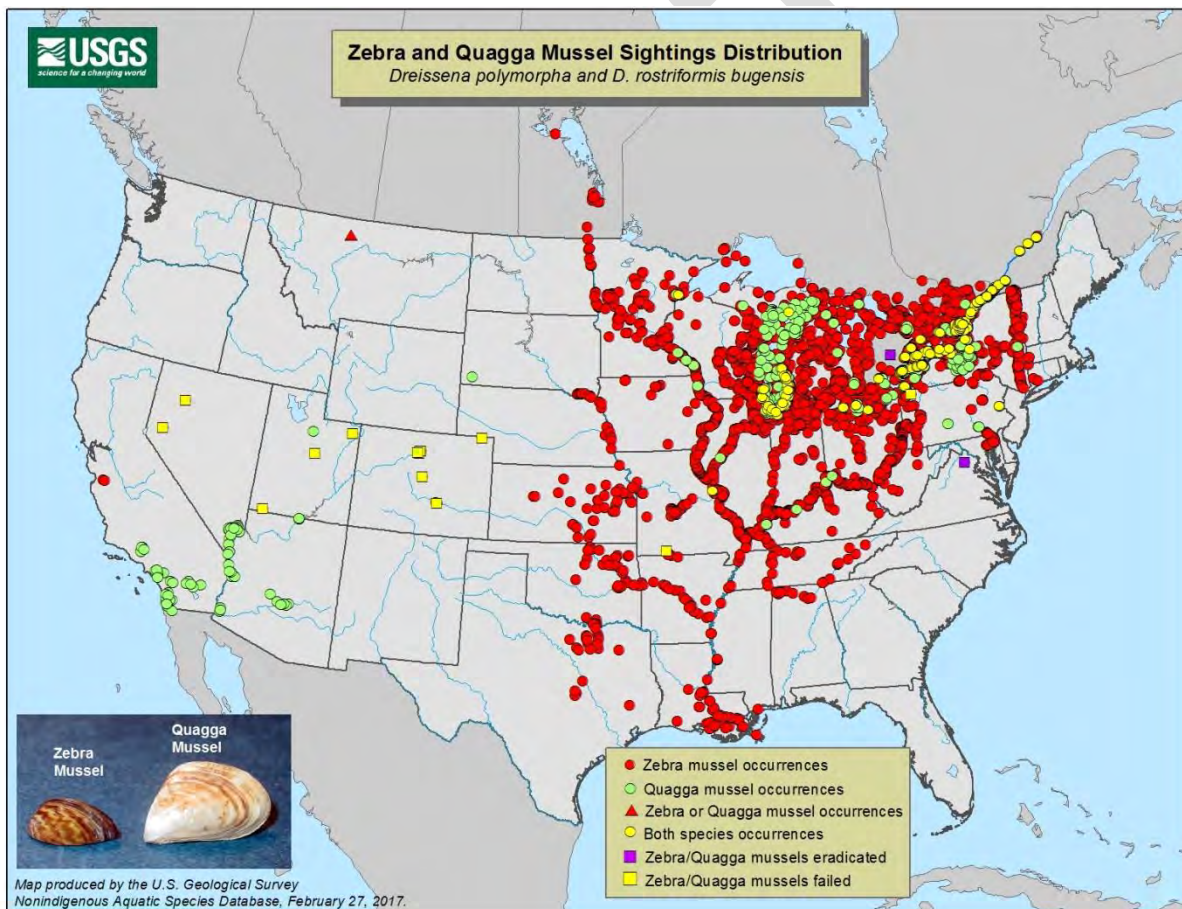 USGS
science for a changing world
Zebra and Quagga Mussel Sightings Distribution
Dreissena polymorpha and D. rostriformis bugensis
Zebra
Mussel
Quagga
Mussel
Zebra mussel occurrences
Quagga mussel occurrences
Zebra or Quagga mussel occurrences
Both species occurrences
Zebra/Quagga mussels eradicated
Zebra/Quagga mussels failed
Map produced by the U.S. Geological Survey
Nonindigenous Aquatic Species Database, February 27, 2017.